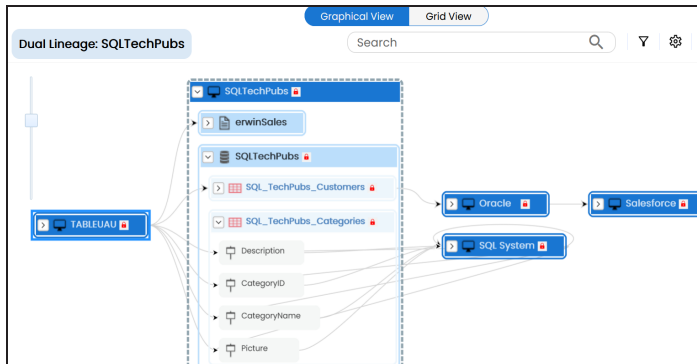 Graphical View
Grid View
Dual Lineage: SQLTechPubs
Search
SQLTechPubs
erwinSales
SQLTechPubs
SQL_TechPubs_Customers
SQL_TechPubs_Categories
Description
CategoryID
CategoryName
Picture
TABLEUAU
Oracle
Salesforce
SQL System